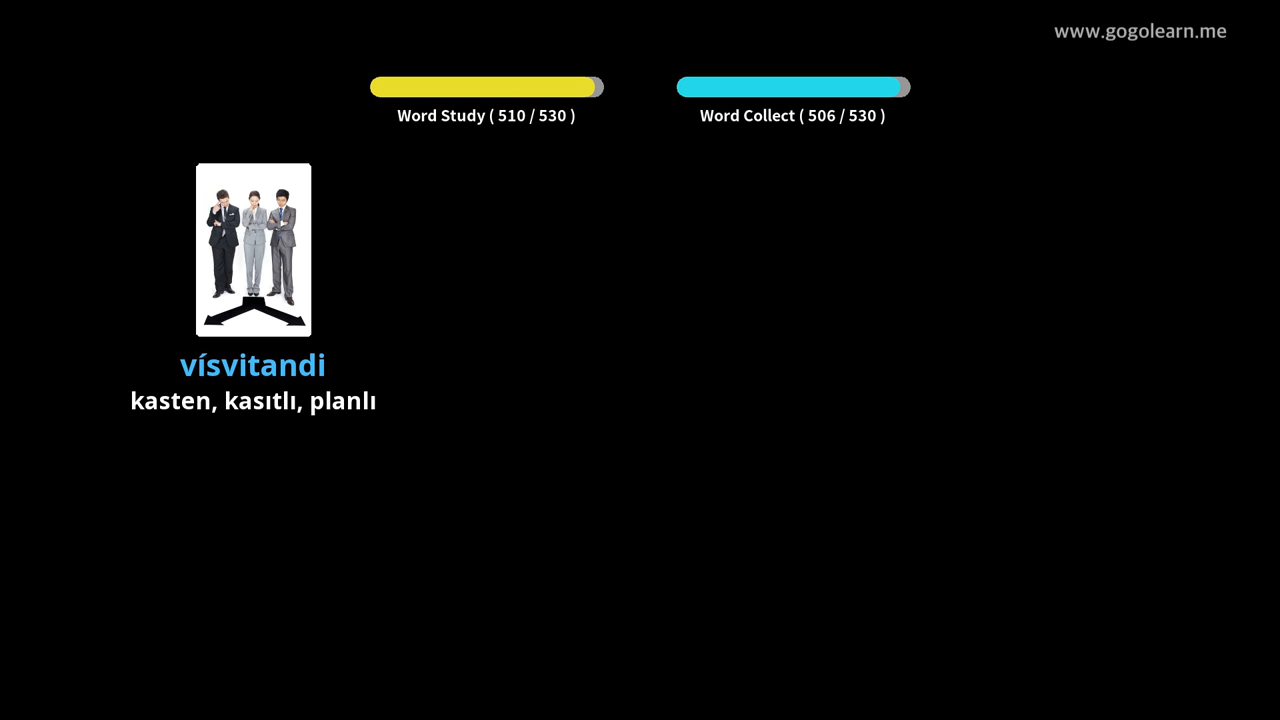 www.gogolearn.me
Word Study ( 510 / 530 )
Word Collect ( 506 / 530 )
vísvitandi
kasten, kasıtlı, planlı